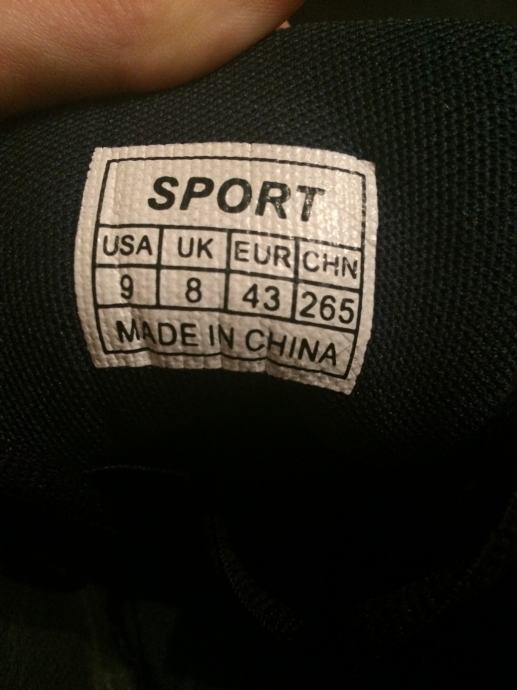 SPORT
USA UK EUR CHN
9 8 43 265
MADE IN CHINA